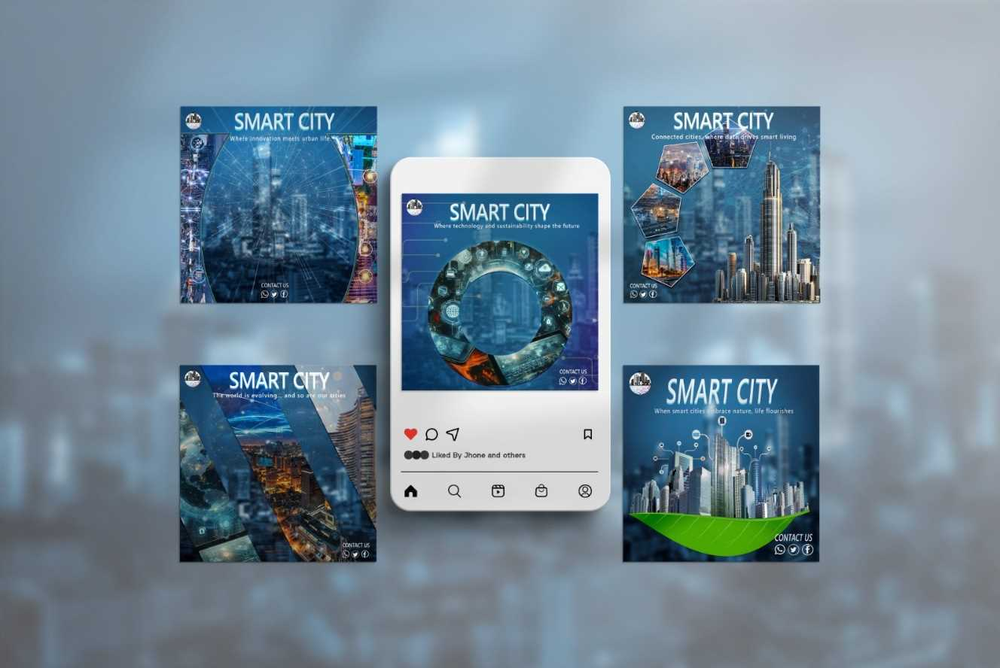 SMART CITY
Where innovation meets urban life.
CONTACT US
SMART CITY
Connected cities, where data drives smart living
CONTACT US
SMART CITY
Where technology and sustainability shape the future
CONTACT US
Liked By Jhone and others
SMART CITY
The world is evolving... and so are our cities
CONTACT US
SMART CITY
When smart cities embrace nature, life flourishes
CONTACT US